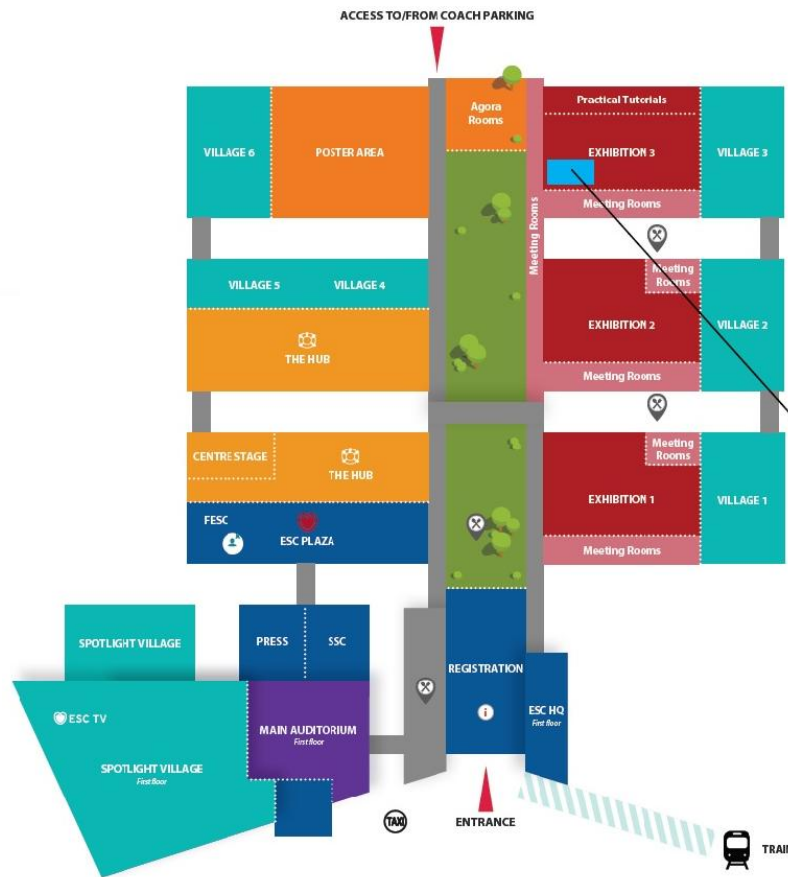 ACCESS TO/FROM COACH PARKING
Agora
Rooms
Practical Tutorials
VILLAGE 6
POSTER AREA
EXHIBITION 3
VILLAGE 3
Meeting Rooms
Meeting Rooms
VILLAGE 5
VILLAGE 4
Meeting
Rooms
THE HUB
EXHIBITION 2
VILLAGE 2
Meeting Rooms
CENTRE STAGE
THE HUB
Meeting
Rooms
EXHIBITION 1
VILLAGE 1
FESC
ESC PLAZA
Meeting Rooms
SPOTLIGHT VILLAGE
PRESS
SSC
REGISTRATION
i
ESC HQ
First floor
ESC TV
MAIN AUDITORIUM
First floor
SPOTLIGHT VILLAGE
First floor
TAXI
ENTRANCE
TRAIN